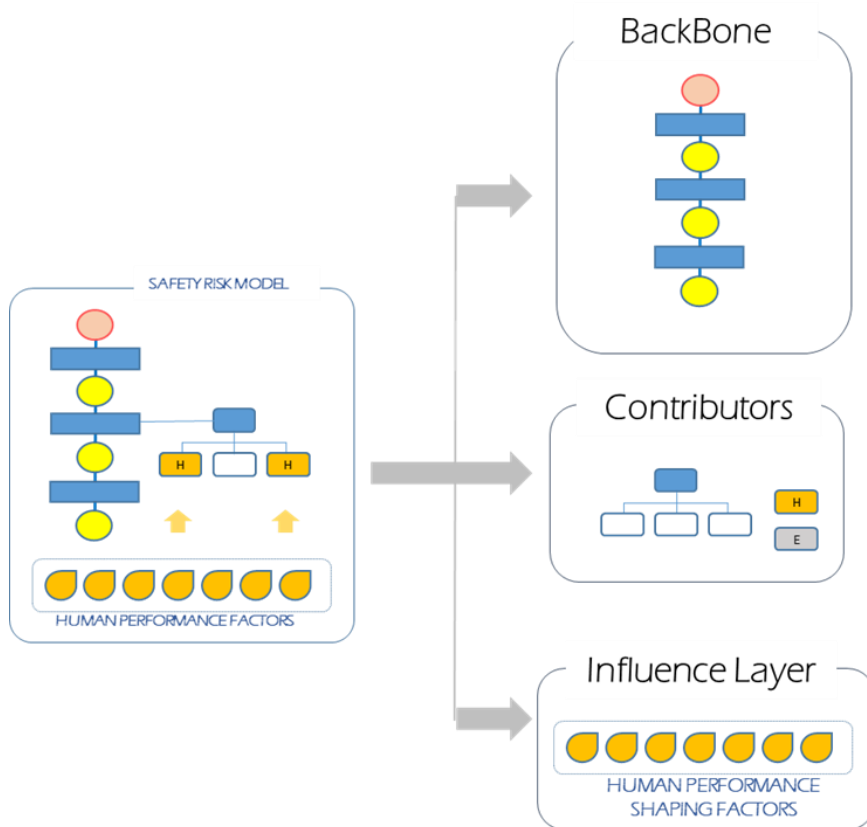 BackBone
SAFETY RISK MODEL
H
H
HUMAN PERFORMANCE FACTORS
Contributors
H
E
Influence Layer
HUMAN PERFORMANCE
SHAPING FACTORS